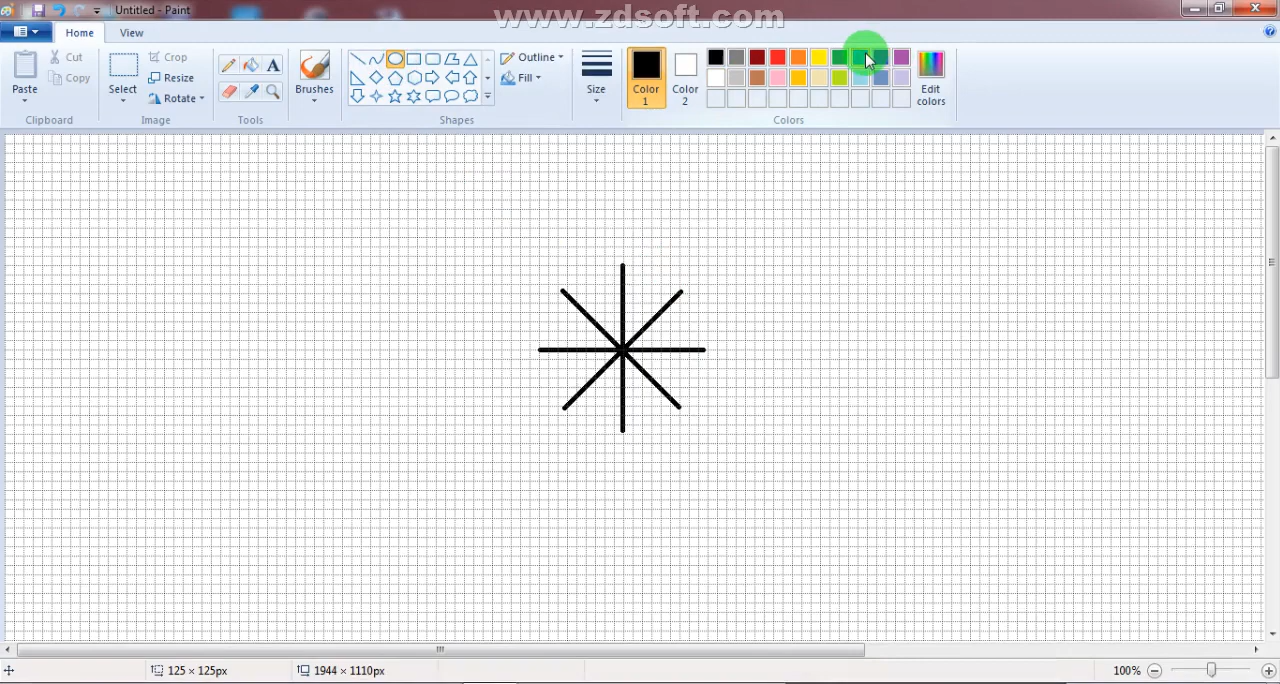 Untitled - Paint
www.zdsoft.com
Home
View
Paste
Cut
Copy
Clipboard
Select
Crop
Resize
Rotate
Image
A
Tools
Brushes
Shapes
Outline
Fill
Size
Color 1
Color 2
Colors
Edit colors
125 × 125px
1944 × 1110px
100%